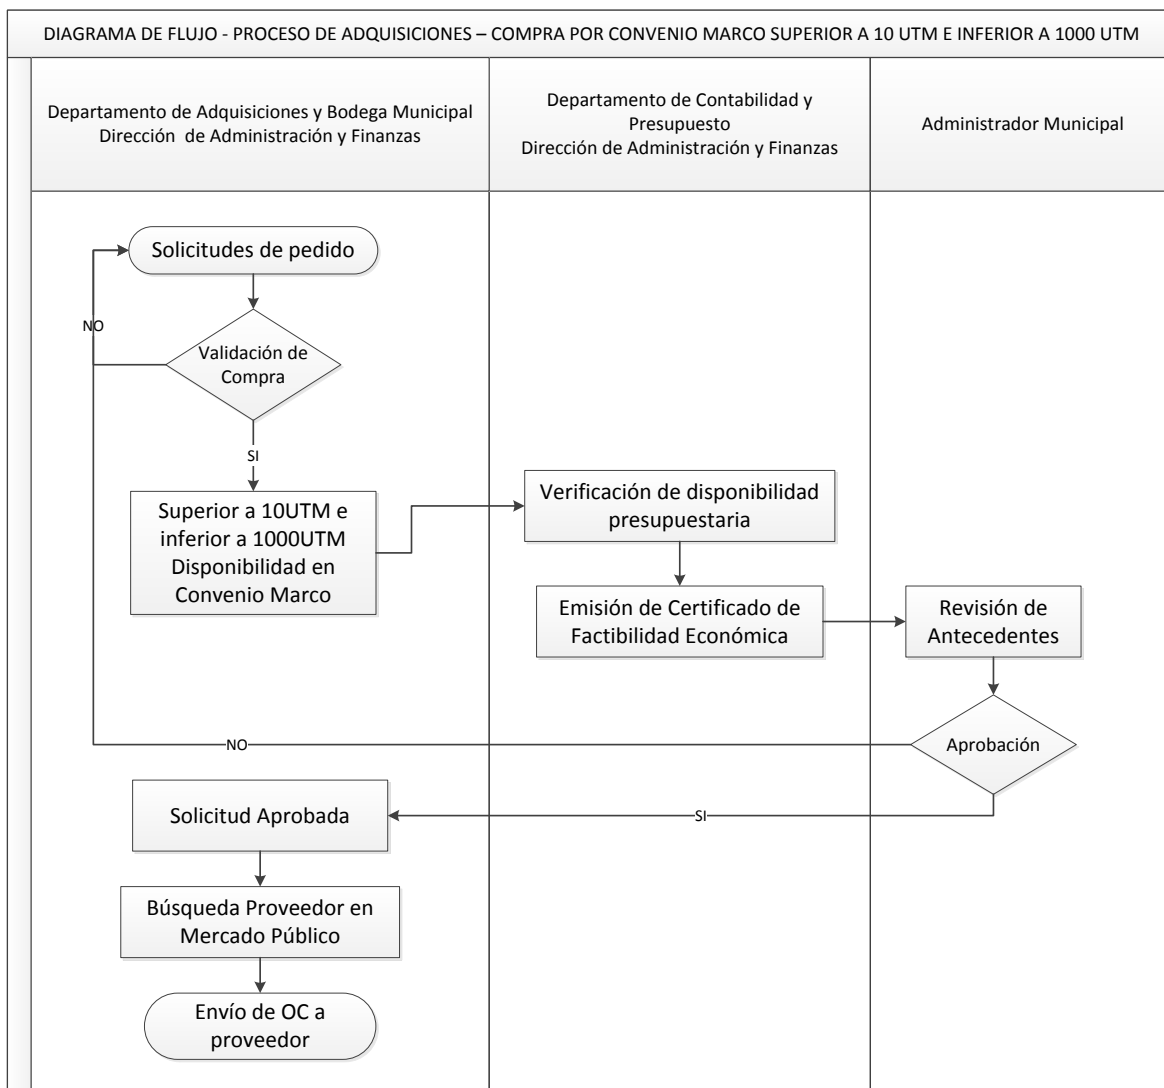 DIAGRAMA DE FLUJO - PROCESO DE ADQUISICIONES – COMPRA POR CONVENIO MARCO SUPERIOR A 10 UTM E INFERIOR A 1000 UTM
Departamento de Adquisiciones y Bodega Municipal
Dirección de Administración y Finanzas
Departamento de Contabilidad y
Presupuesto
Dirección de Administración y Finanzas
Administrador Municipal
Solicitudes de pedido
NO
Validación de
Compra
SI
Superior a 10UTM e
inferior a 1000UTM
Disponibilidad en
Convenio Marco
Verificación de disponibilidad
presupuestaria
Emisión de Certificado de
Factibilidad Económica
Revisión de
Antecedentes
NO
Aprobación
Solicitud Aprobada
SI
Búsqueda Proveedor en
Mercado Público
Envío de OC a
proveedor